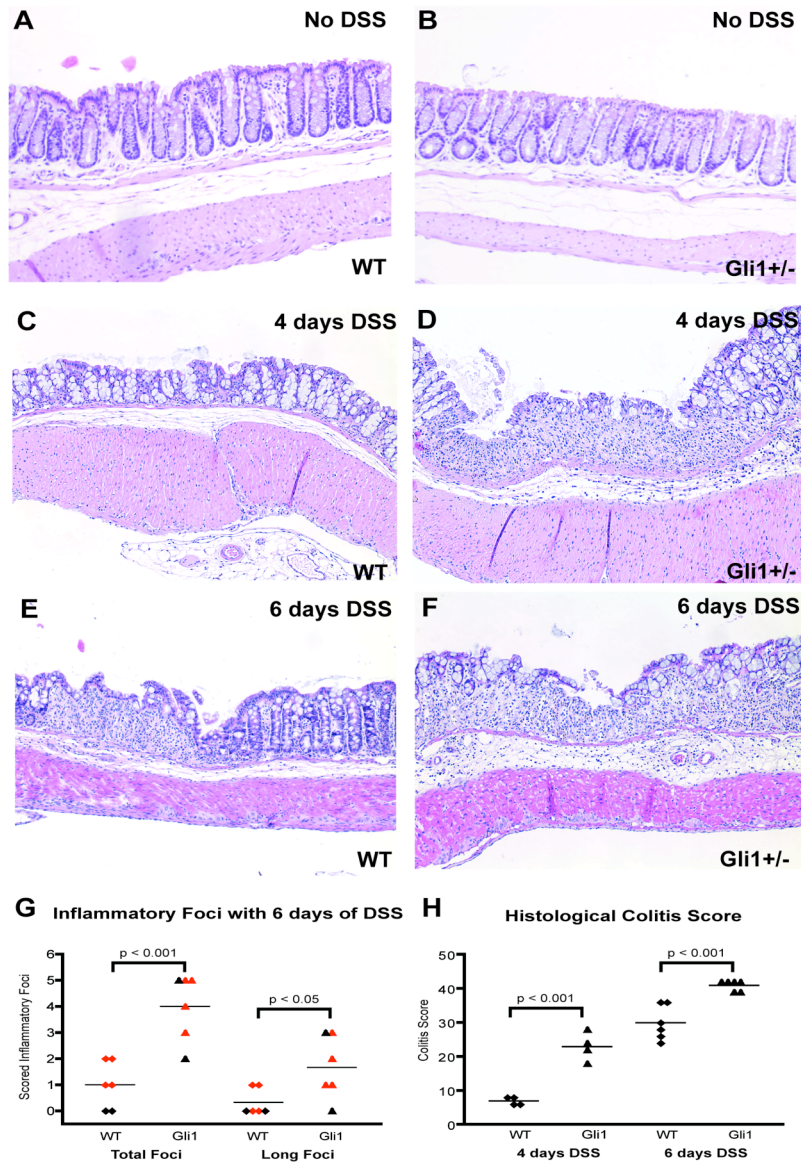 A No DSS
WT
B No DSS
Gli1+/-
C 4 days DSS
WT
D 4 days DSS
Gli1+/-
E 6 days DSS
WT
F 6 days DSS
Gli1+/-
G Inflammatory Foci with 6 days of DSS
Scored Inflammatory Foci
6
5
4
3
2
1
0
p < 0.001
p < 0.05
WT Gli1 WT Gli1
Total Foci Long Foci
H Histological Colitis Score
Colitis Score
50
40
30
20
10
0
p < 0.001
p < 0.001
WT Gli1 WT Gli1
4 days DSS 6 days DSS